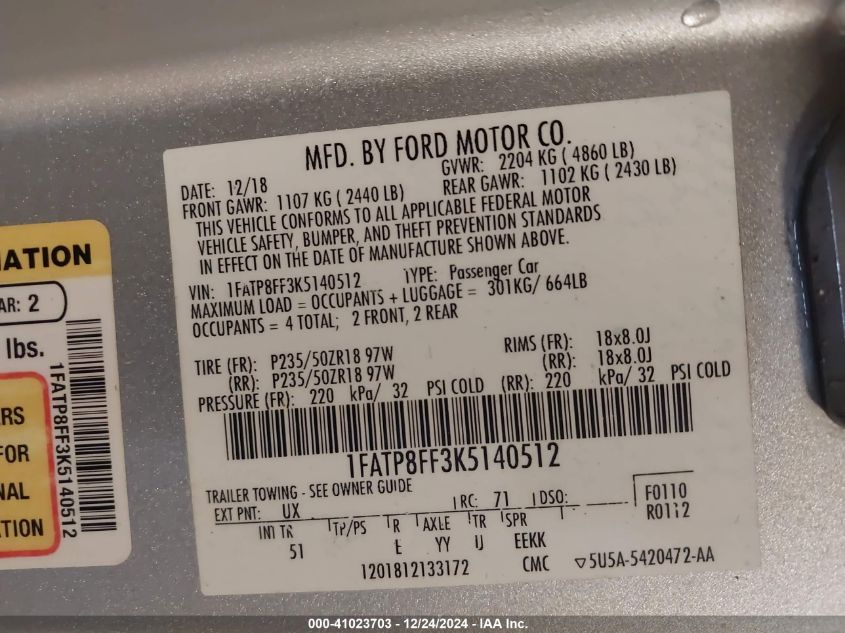 MFD. BY FORD MOTOR CO.
DATE: 12/18
GVWR: 2204 KG ( 4860 LB)
FRONT GAWR: 1107 KG ( 2440 LB)
REAR GAWR: 1102 KG ( 2430 LB)
THIS VEHICLE CONFORMS TO ALL APPLICABLE FEDERAL MOTOR
VEHICLE SAFETY, BUMPER, AND THEFT PREVENTION STANDARDS
IN EFFECT ON THE DATE OF MANUFACTURE SHOWN ABOVE.
VIN: 1FATP8FF3K5140512 TYPE: Passenger Car
MAXIMUM LOAD = OCCUPANTS + LUGGAGE = 301KG/ 664LB
OCCUPANTS = 4 TOTAL; 2 FRONT, 2 REAR
TIRE (FR): P235/50ZR18 97W RIMS (FR): 18x8.0J
(RR): P235/50ZR18 97W (RR): 18x8.0J
PRESSURE (FR): 220 kPa/ 32 PSI COLD (RR): 220 kPa/ 32 PSI COLD
1FATP8FF3K5140512
TRAILER TOWING - SEE OWNER GUIDE
EXT PNT: UX RC: 71 DSO: F0110
R0112
INT TR TP/PS R AXLE TR SPR
51 E YY U EEKK
1201812133172 CMC ▽5U5A-5420472-AA
MATION
AR: 2
lbs.
ERS
FOR
NAL
ATION
1FATP8FF3K5140512
000-41023703 - 12/24/2024 - IAA Inc.